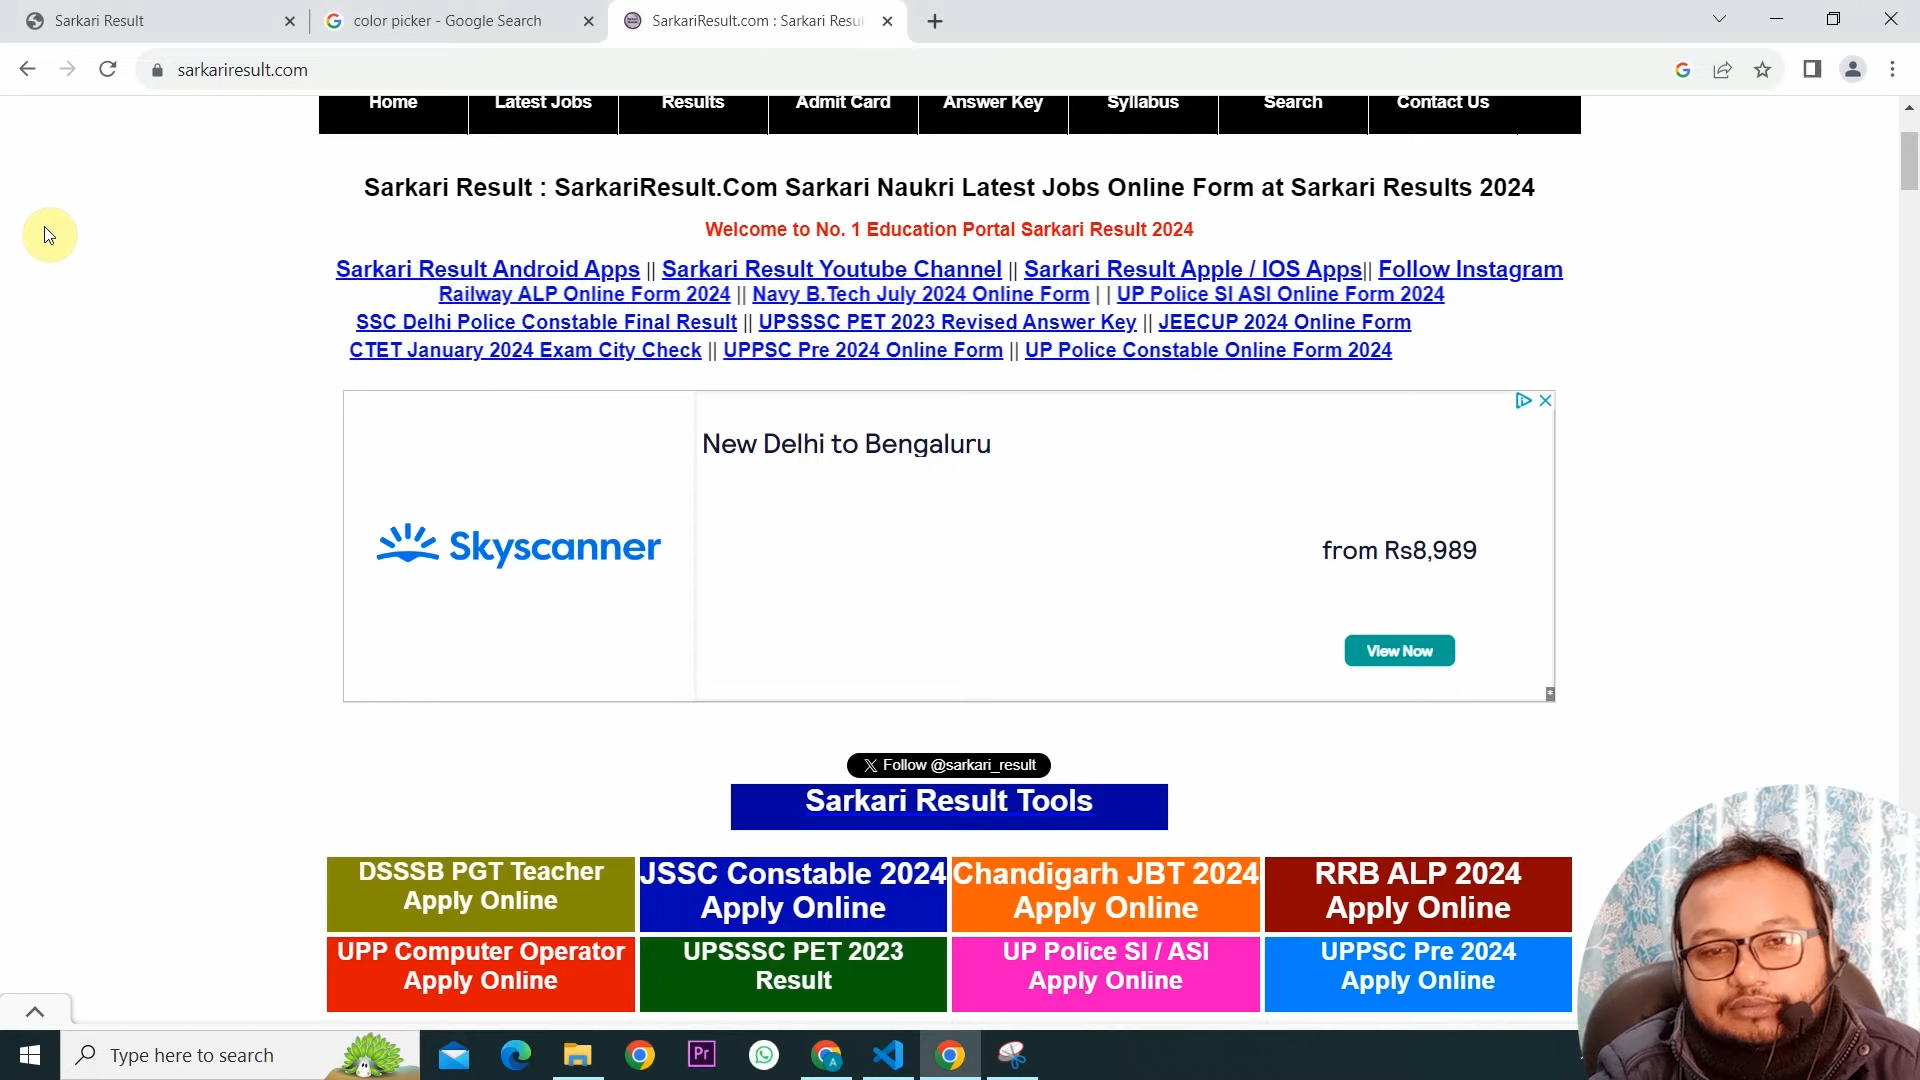 Sarkari Result
color picker - Google Search
SarkariResult.com : Sarkari Resu
sarkariresult.com
Home Latest Jobs Results Admit Card Answer Key Syllabus Search Contact Us
Sarkari Result : SarkariResult.Com Sarkari Naukri Latest Jobs Online Form at Sarkari Results 2024
Welcome to No. 1 Education Portal Sarkari Result 2024
Sarkari Result Android Apps || Sarkari Result Youtube Channel || Sarkari Result Apple / IOS Apps|| Follow Instagram
Railway ALP Online Form 2024 || Navy B.Tech July 2024 Online Form | | UP Police SI ASI Online Form 2024
SSC Delhi Police Constable Final Result || UPSSSC PET 2023 Revised Answer Key || JEECUP 2024 Online Form
CTET January 2024 Exam City Check || UPPSC Pre 2024 Online Form || UP Police Constable Online Form 2024
New Delhi to Bengaluru
Skyscanner
from Rs8,989
View Now
X Follow @sarkari_result
Sarkari Result Tools
DSSSB PGT Teacher
Apply Online
JSSC Constable 2024
Apply Online
Chandigarh JBT 2024
Apply Online
RRB ALP 2024
Apply Online
UPP Computer Operator
Apply Online
UPSSSC PET 2023
Result
UP Police SI / ASI
Apply Online
UPPSC Pre 2024
Apply Online
Type here to search
Pr
A